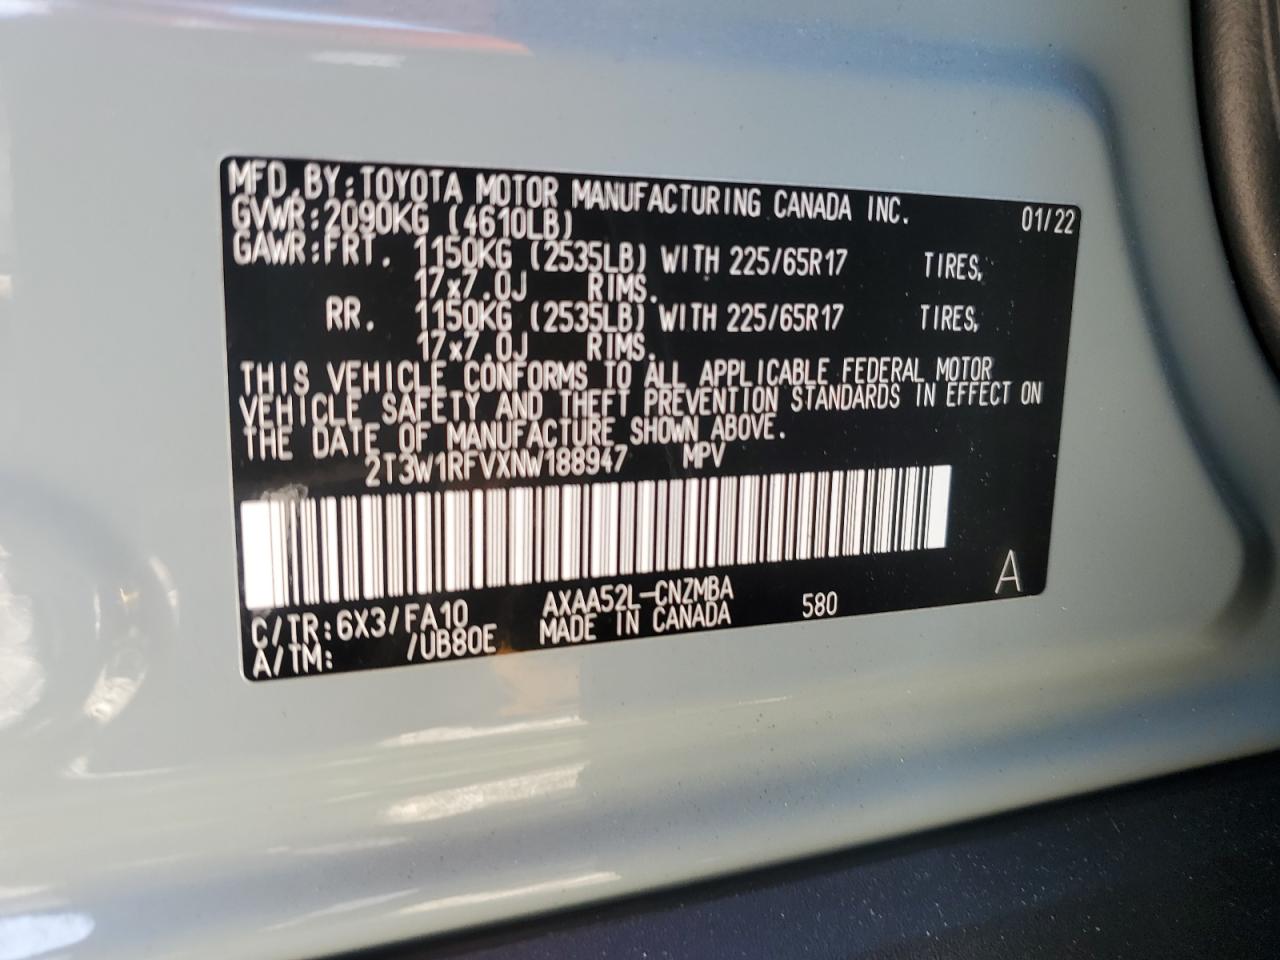 MFD.BY:TOYOTA MOTOR MANUFACTURING CANADA INC.
GVWR:2090KG (4610LB) 01/22
GAWR:FRT. 1150KG (2535LB) WITH 225/65R17 TIRES,
17x7.0J RIMS.
RR. 1150KG (2535LB) WITH 225/65R17 TIRES,
17x7.0J RIMS.
THIS VEHICLE CONFORMS TO ALL APPLICABLE FEDERAL MOTOR
VEHICLE SAFETY AND THEFT PREVENTION STANDARDS IN EFFECT ON
THE DATE OF MANUFACTURE SHOWN ABOVE.
2T3W1RFVXNW188947 MPV
C/TR:6X3/FA10 AXAA52L-CNZMBA 580 A
A/TM: /UB80E MADE IN CANADA